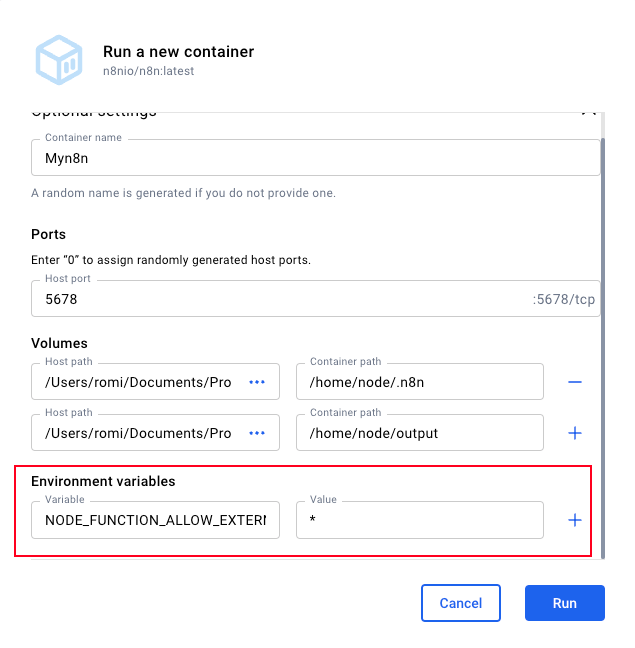 Run a new container
n8nio/n8n:latest
Optional settings
Container name
Myn8n
A random name is generated if you do not provide one.
Ports
Enter “0” to assign randomly generated host ports.
Host port
5678 :5678/tcp
Volumes
Host path Container path
/Users/romi/Documents/Pro ••• /home/node/.n8n
Host path Container path
/Users/romi/Documents/Pro ••• /home/node/output
Environment variables
Variable Value
NODE_FUNCTION_ALLOW_EXTERN *
Cancel Run